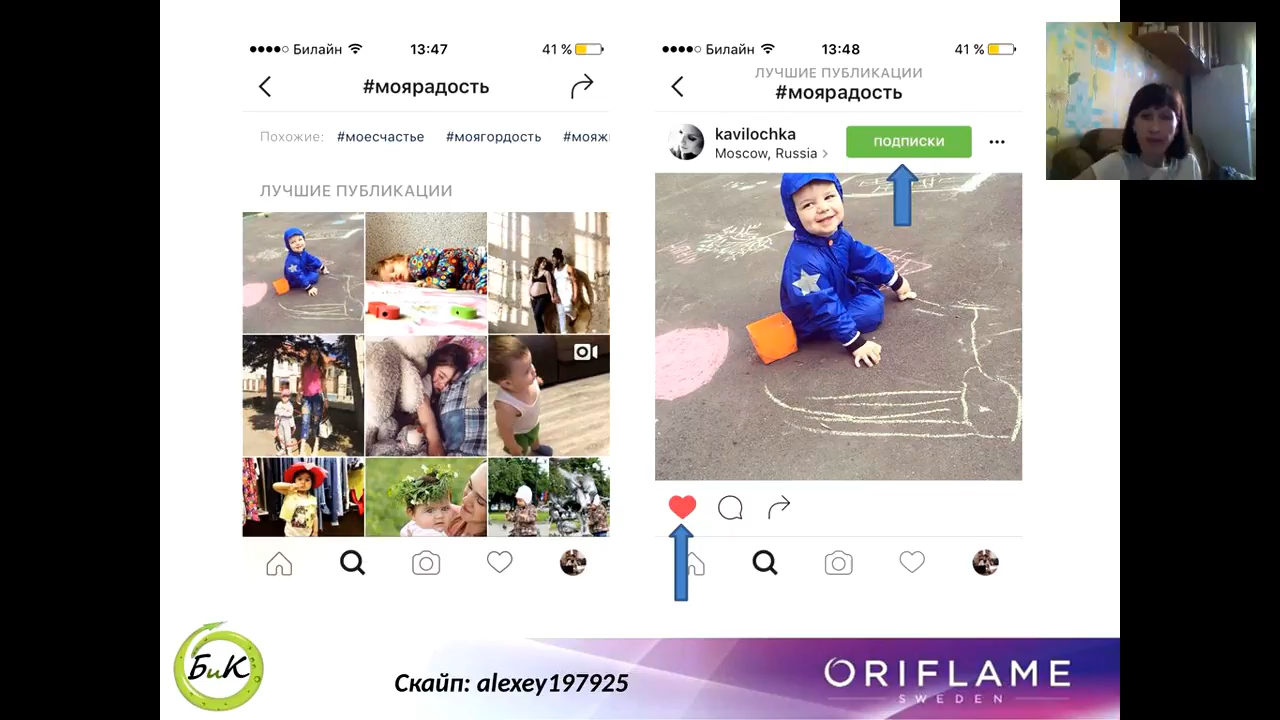 ●●●●○ Билайн 13:47 41 %
#моярадость
Похожие: #моесчастье #моягордость #мояжи
ЛУЧШИЕ ПУБЛИКАЦИИ
●●●●○ Билайн 13:48 41 %
ЛУЧШИЕ ПУБЛИКАЦИИ
#моярадость
kavilochka
Moscow, Russia >
ПОДПИСКИ
БиК
Скайп: alexey197925
ORIFLAME
SWEDEN